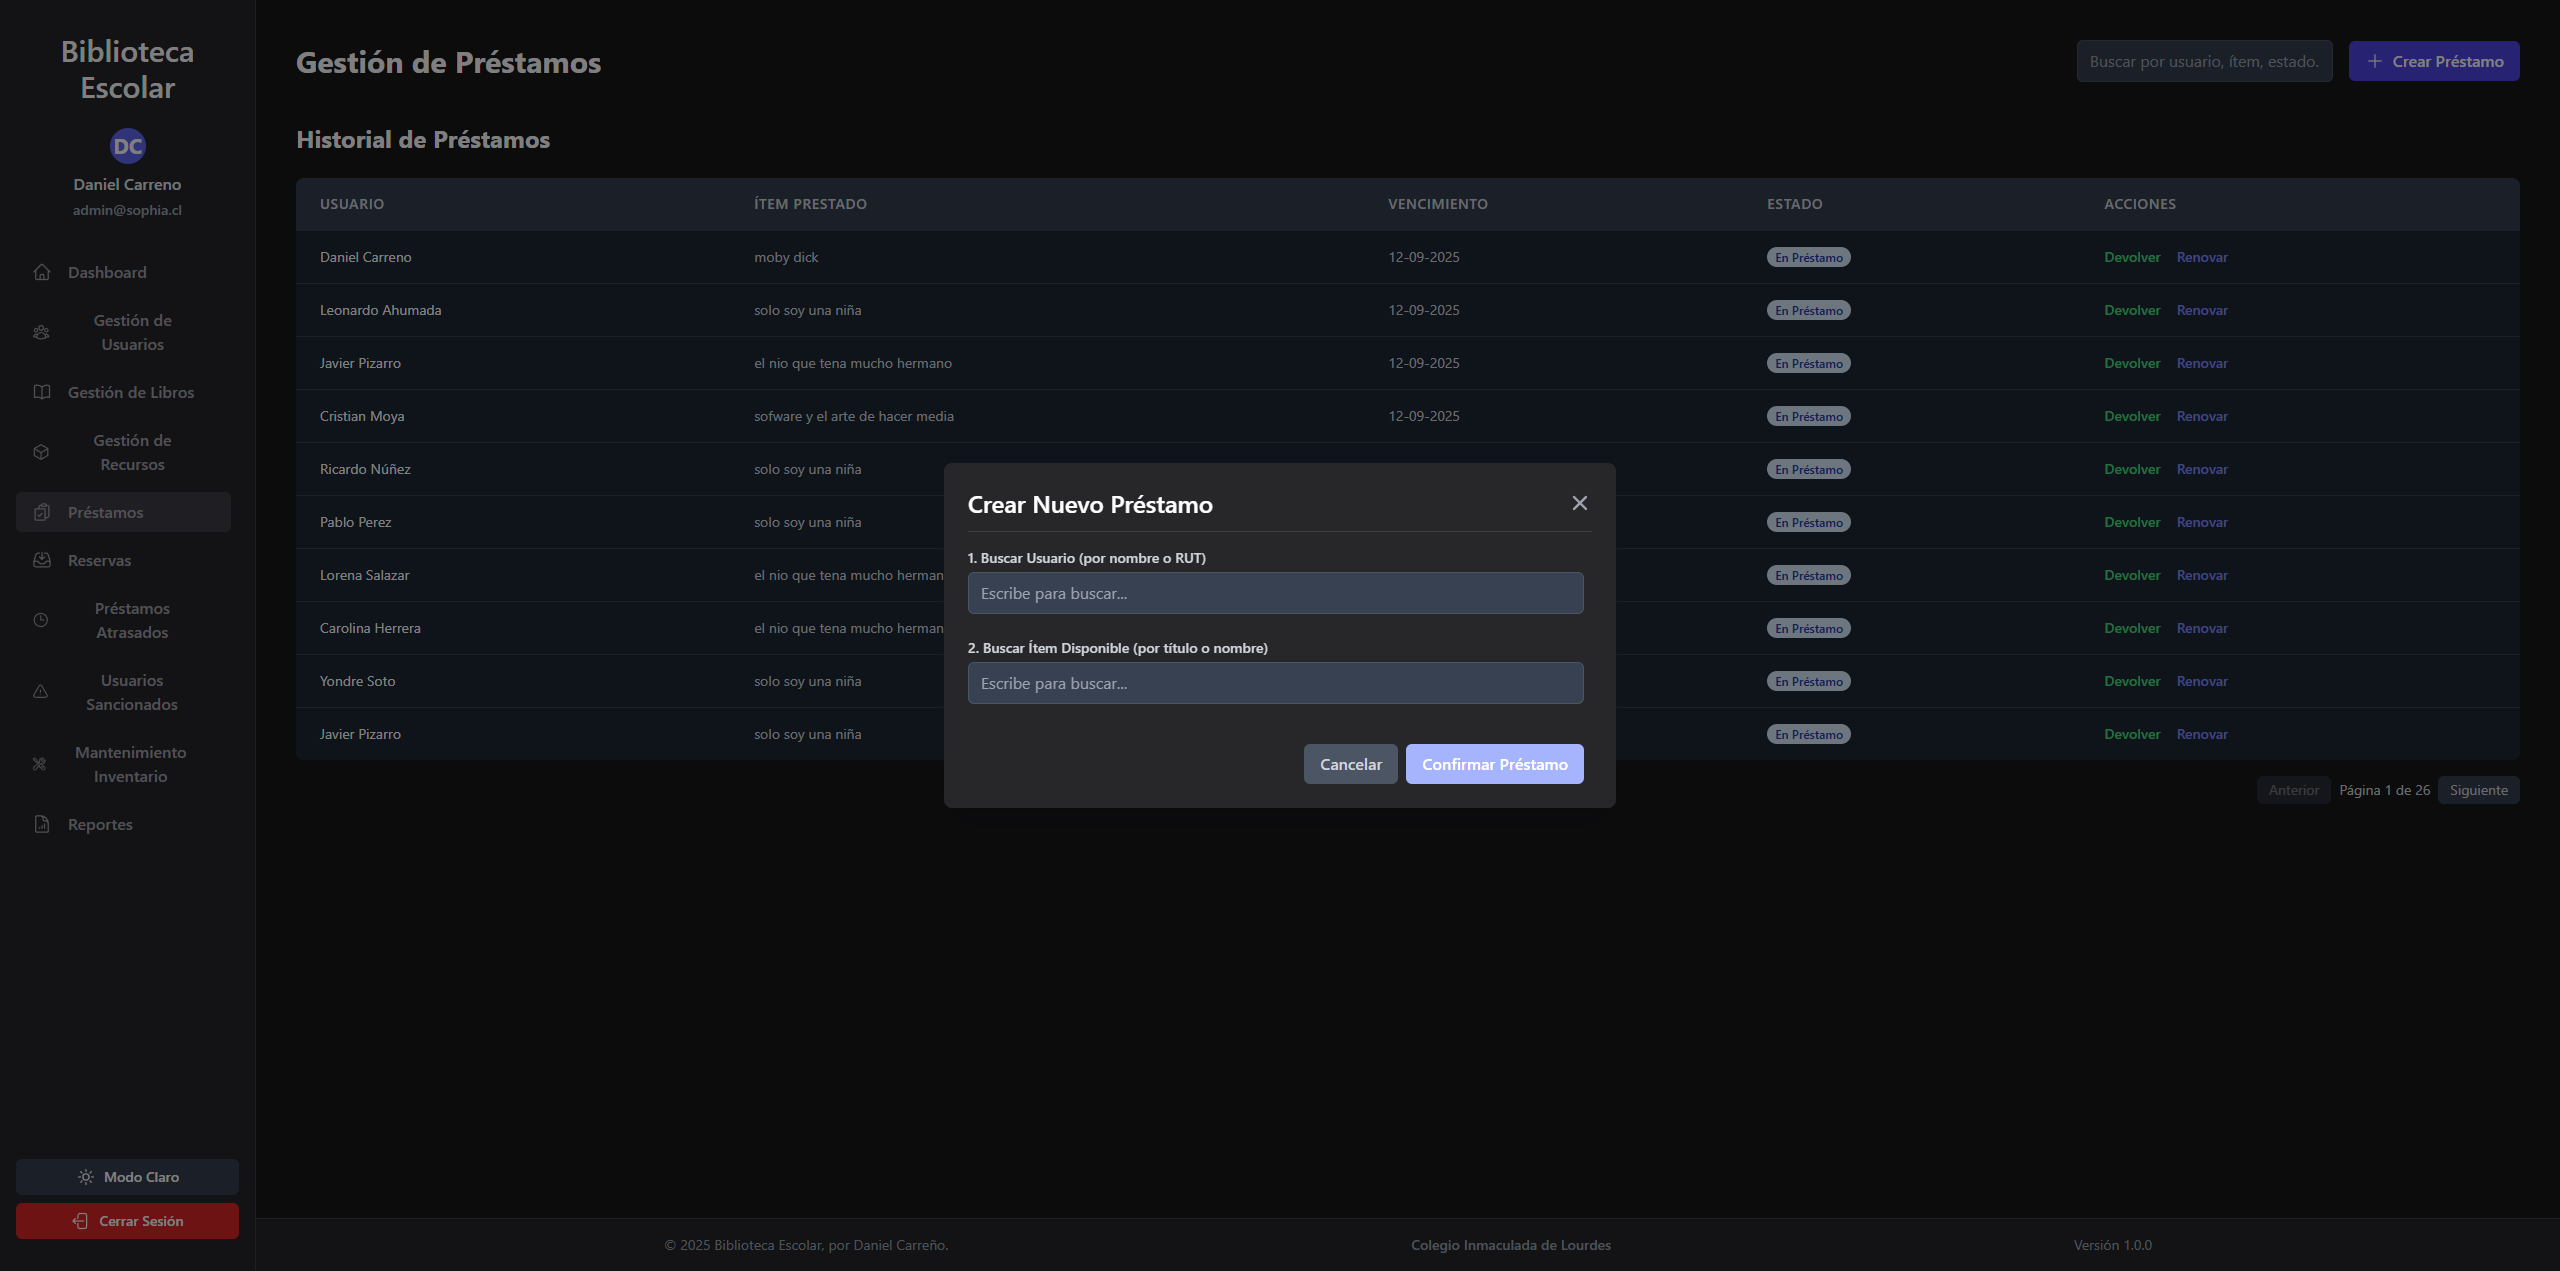 Biblioteca
Escolar
DC
Daniel Carreno
admin@sophia.cl
Dashboard
Gestión de
Usuarios
Gestión de Libros
Gestión de
Recursos
Préstamos
Reservas
Préstamos
Atrasados
Usuarios
Sancionados
Mantenimiento
Inventario
Reportes
Modo Claro
Cerrar Sesión
Gestión de Préstamos
Buscar por usuario, ítem, estado.
Crear Préstamo
Historial de Préstamos
USUARIO ÍTEM PRESTADO VENCIMIENTO ESTADO ACCIONES
Daniel Carreno moby dick 12-09-2025 En Préstamo Devolver Renovar
Leonardo Ahumada solo soy una niña 12-09-2025 En Préstamo Devolver Renovar
Javier Pizarro el nio que tena mucho hermano 12-09-2025 En Préstamo Devolver Renovar
Cristian Moya sofware y el arte de hacer media 12-09-2025 En Préstamo Devolver Renovar
Ricardo Núñez solo soy una niña En Préstamo Devolver Renovar
Pablo Perez solo soy una niña En Préstamo Devolver Renovar
Lorena Salazar el nio que tena mucho herman En Préstamo Devolver Renovar
Carolina Herrera el nio que tena mucho herman En Préstamo Devolver Renovar
Yondre Soto solo soy una niña En Préstamo Devolver Renovar
Javier Pizarro solo soy una niña En Préstamo Devolver Renovar
Anterior Página 1 de 26 Siguiente
Crear Nuevo Préstamo
1. Buscar Usuario (por nombre o RUT)
Escribe para buscar...
2. Buscar Ítem Disponible (por título o nombre)
Escribe para buscar...
Cancelar Confirmar Préstamo
© 2025 Biblioteca Escolar, por Daniel Carreño. Colegio Inmaculada de Lourdes Versión 1.0.0